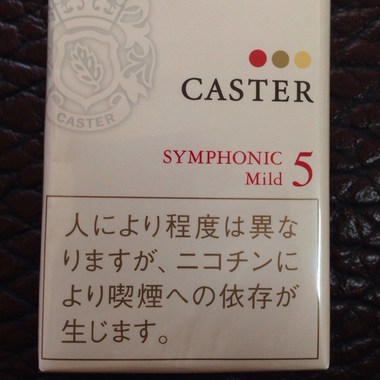 CASTER
CASTER
SYMPHONIC
Mild 5
人により程度は異な
りますが、ニコチンに
より喫煙への依存が
生じます。